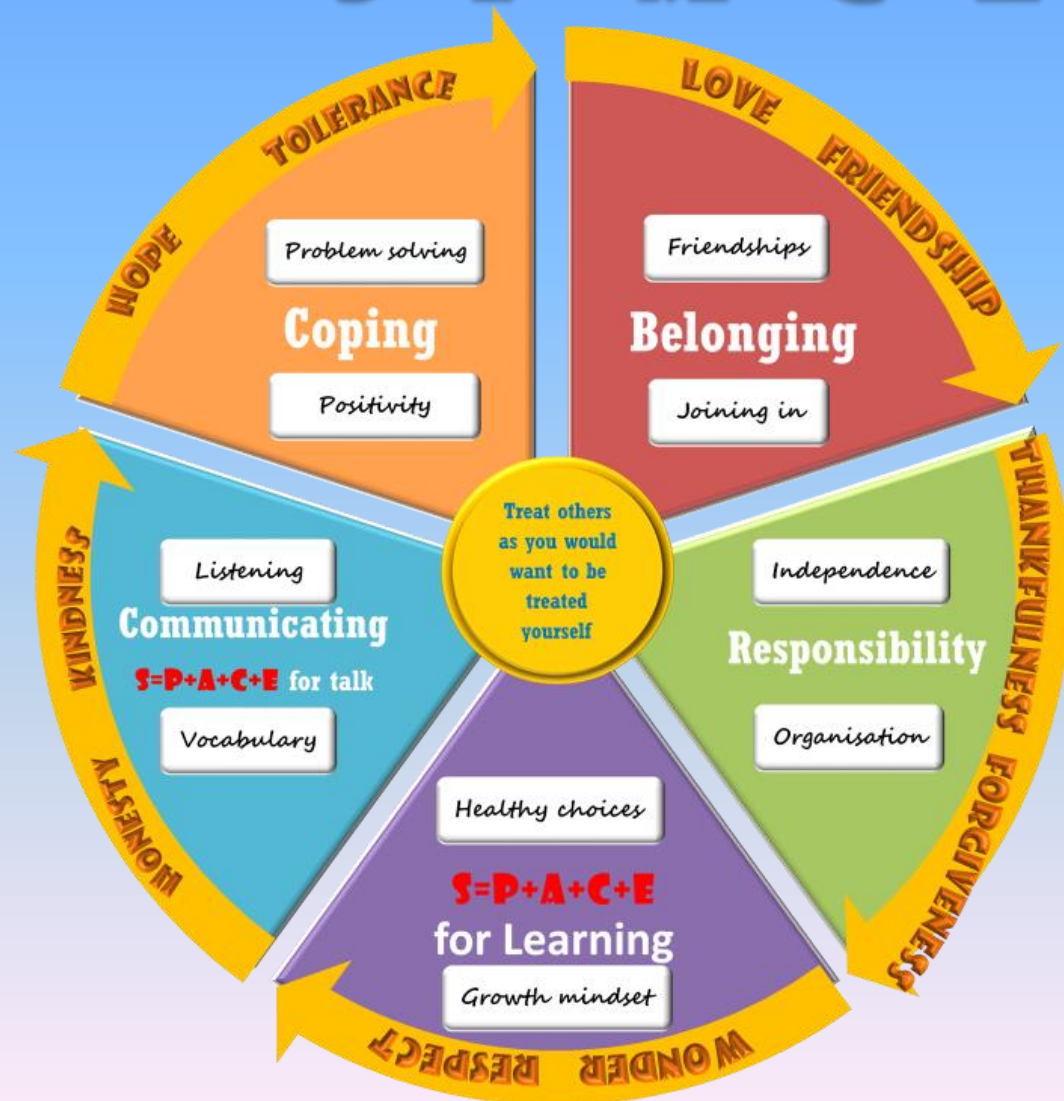 LOVE FRIENDSHIP
Friendships
Belonging
Joining in
THANKFULNESS FORGIVENESS
Independence
Responsibility
Organisation
WONDER RESPECT
Healthy choices
S=P+A+C+E
for Learning
Growth mindset
WONESTY KINDNESS
Listening
Communicating
S=P+A+C+E for talk
Vocabulary
HOPE TOLERANCE
Problem solving
Coping
Positivity
Treat others
as you would
want to be
treated
yourself